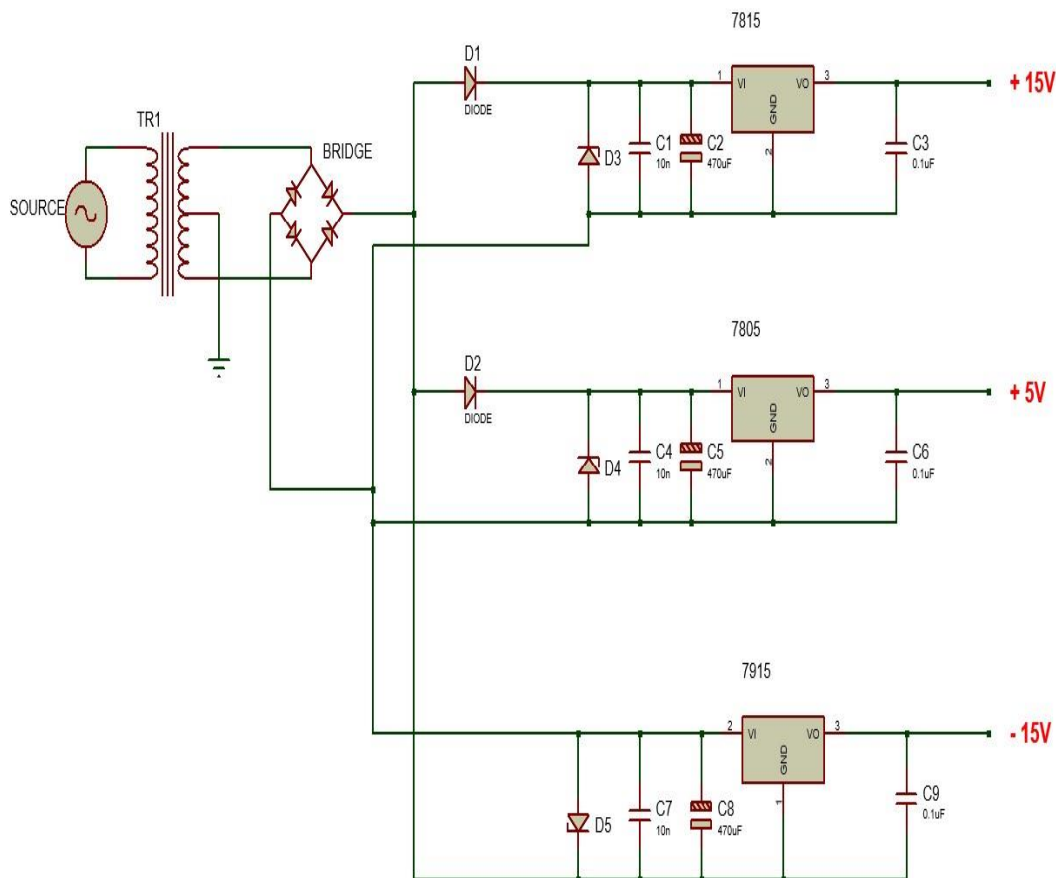 7815
D1
DIODE
1
VI
VO
3
GND
2
+ 15V
TR1
BRIDGE
SOURCE
D3
C1
10n
C2
470uF
C3
0.1uF
7805
D2
DIODE
1
VI
VO
3
GND
2
+ 5V
D4
C4
10n
C5
470uF
C6
0.1uF
7915
2
VI
VO
3
GND
1
- 15V
D5
C7
10n
C8
470uF
C9
0.1uF